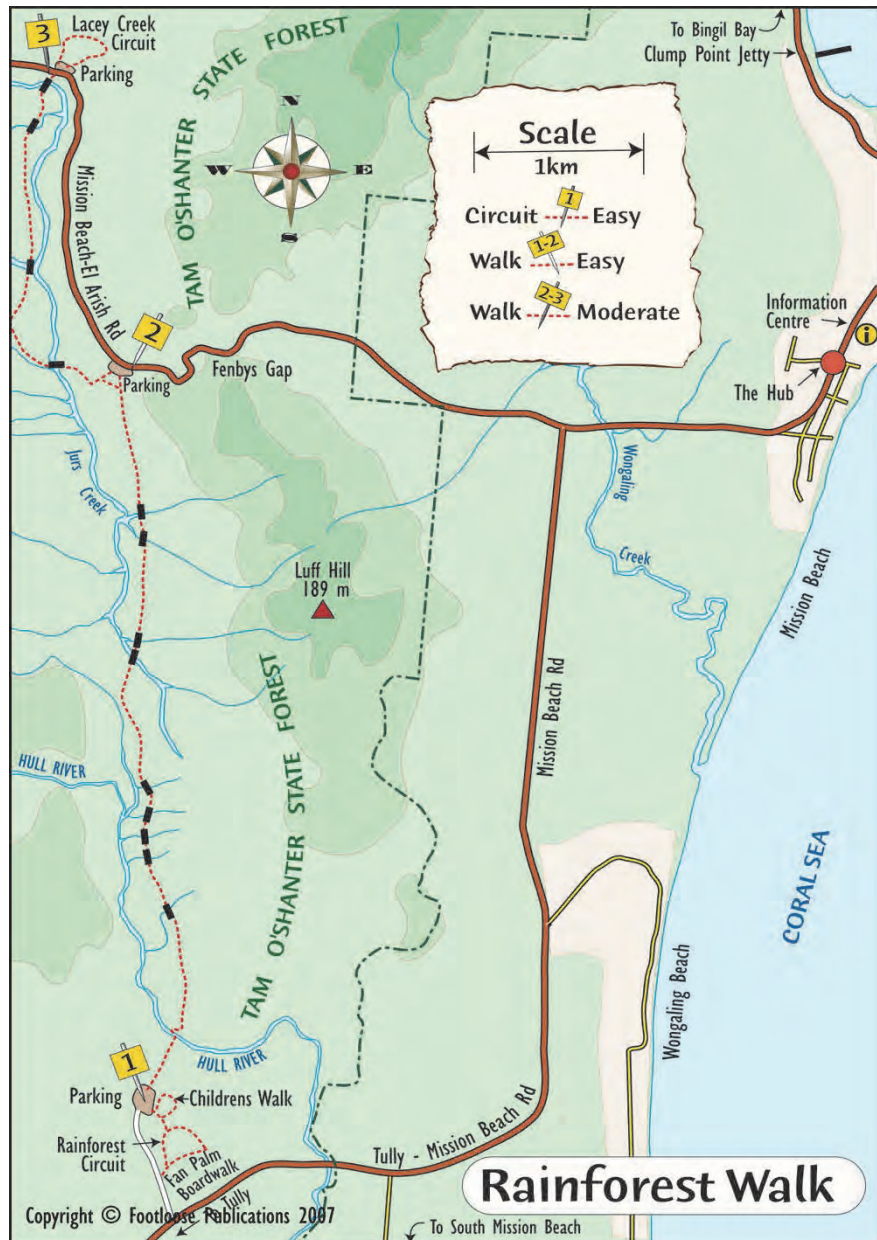 3
Lacey Creek
Circuit
Parking
TAM O'SHANTER STATE FOREST
N
W
E
S
To Bingil Bay
Clump Point Jetty
Scale
1km
1
Circuit Easy
1-2
Walk Easy
2-3
Walk Moderate
Mission Beach-El Arish Rd
2
Parking
Fenbys Gap
Information
Centre
i
The Hub
Jurs
Creek
Wongaling
Creek
Mission Beach
Luff Hill
189 m
Mission Beach Rd
HULL RIVER
TAM O'SHANTER STATE FOREST
CORAL SEA
Wongaling Beach
HULL RIVER
1
Parking
Childrens Walk
Rainforest
Circuit
Fan Palm
Boardwalk
Tully - Mission Beach Rd
To Tully
Rainforest Walk
Copyright © Footloose Publications 2007
To South Mission Beach